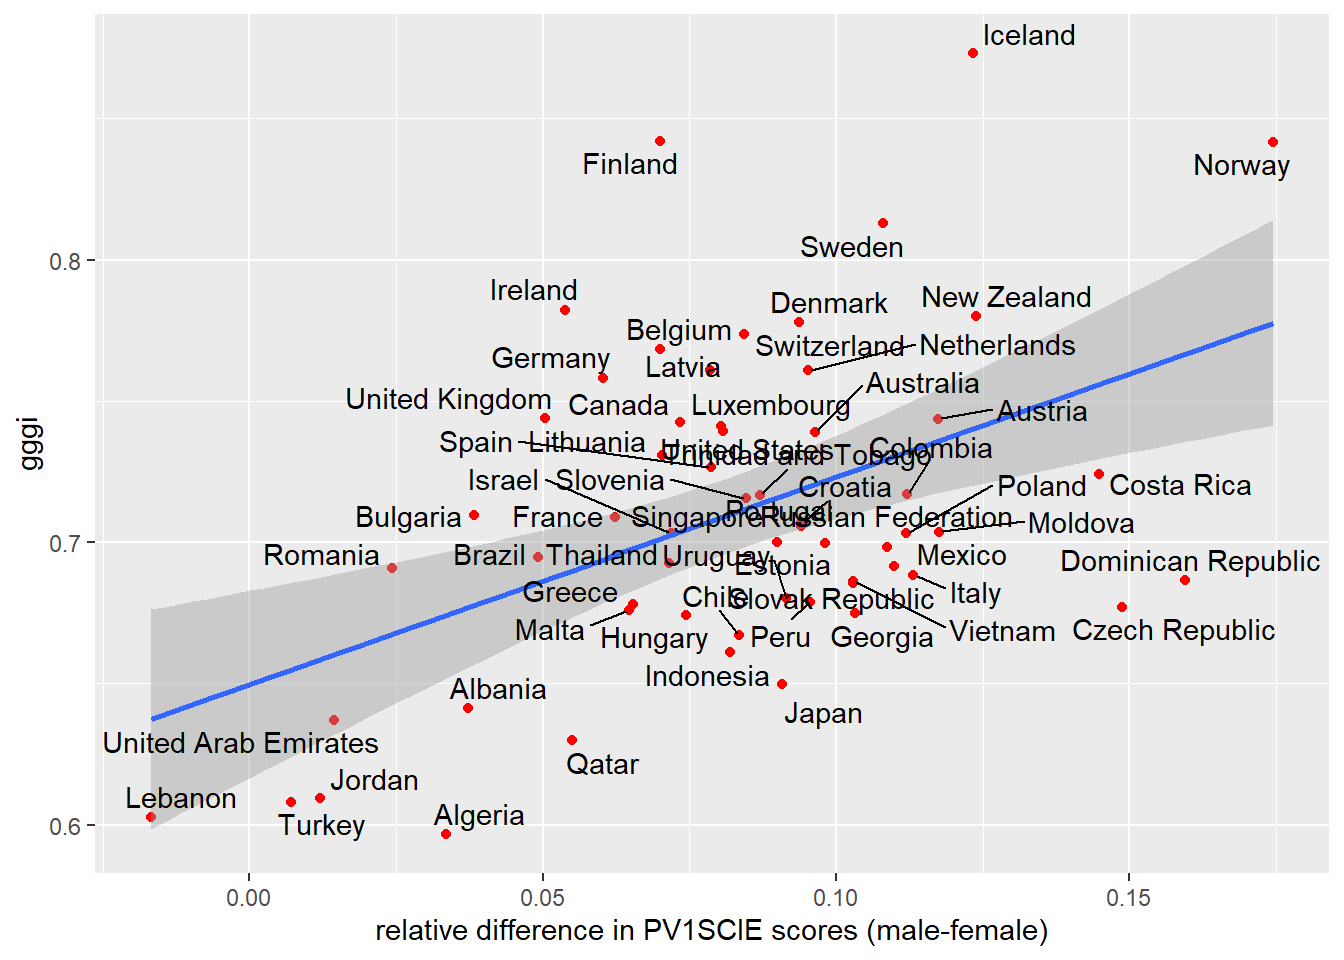 Iceland
Finland
Norway
Sweden
Ireland
Denmark
New Zealand
Belgium
Switzerland
Netherlands
Germany
Latvia
Australia
United Kingdom
Canada
Luxembourg
Austria
Spain
Lithuania
United States
Trinidad and Tobago
Colombia
Israel
Slovenia
Croatia
Poland
Costa Rica
Bulgaria
France
Singapore
Portugal
Russian Federation
Moldova
Romania
Brazil
Thailand
Uruguay
Estonia
Mexico
Dominican Republic
Greece
Chile
Slovak Republic
Italy
Malta
Hungary
Peru
Georgia
Vietnam
Czech Republic
Indonesia
Albania
Japan
United Arab Emirates
Qatar
Jordan
Lebanon
Turkey
Algeria
gggi
0.8
0.7
0.6
0.00
0.05
0.10
0.15
relative difference in PV1SCIE scores (male-female)